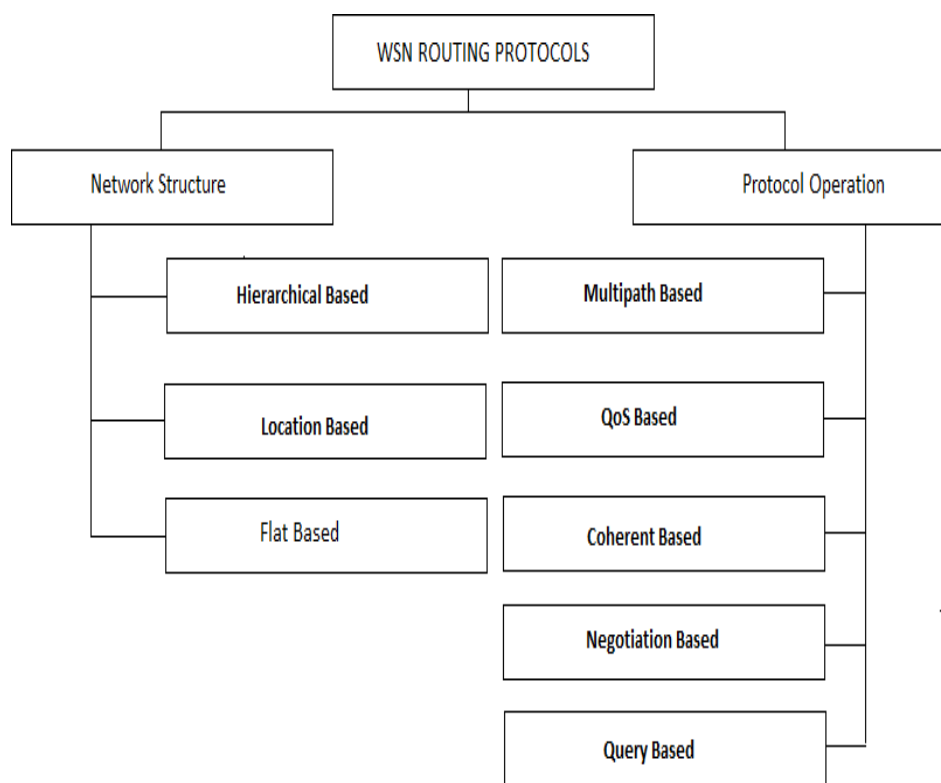 WSN ROUTING PROTOCOLS
Network Structure
Protocol Operation
Hierarchical Based
Multipath Based
Location Based
QoS Based
Flat Based
Coherent Based
Negotiation Based
Query Based